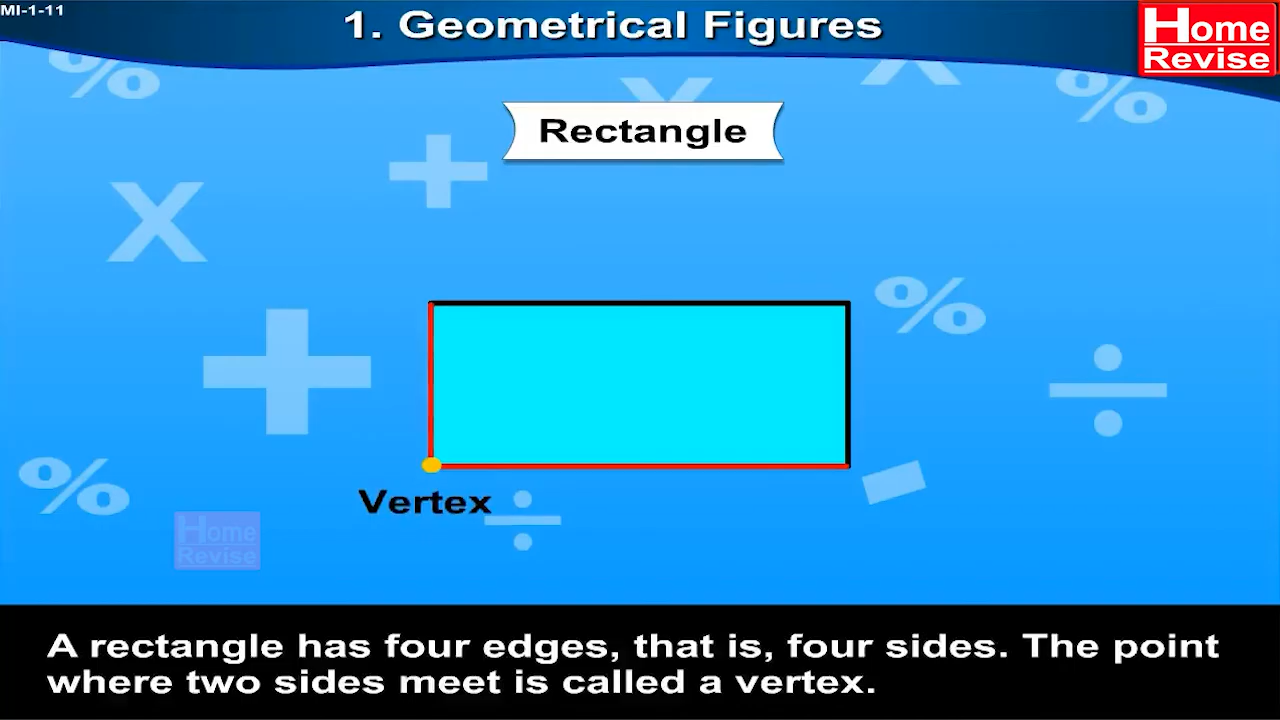 MI-1-11
1. Geometrical Figures
Home
Revise
Rectangle
Vertex
Home
Revise
A rectangle has four edges, that is, four sides. The point
where two sides meet is called a vertex.